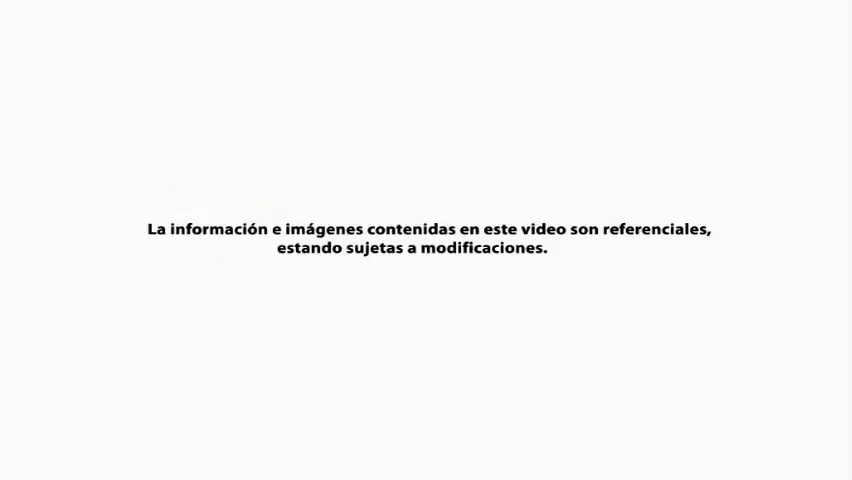 La información e imágenes contenidas en este video son referenciales,
estando sujetas a modificaciones.